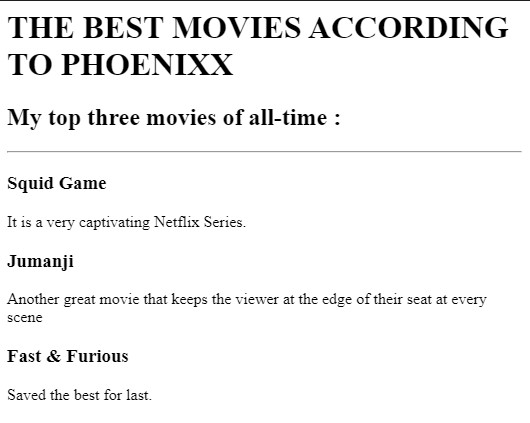 THE BEST MOVIES ACCORDING
TO PHOENIXX
My top three movies of all-time :
Squid Game
It is a very captivating Netflix Series.
Jumanji
Another great movie that keeps the viewer at the edge of their seat at every
scene
Fast & Furious
Saved the best for last.